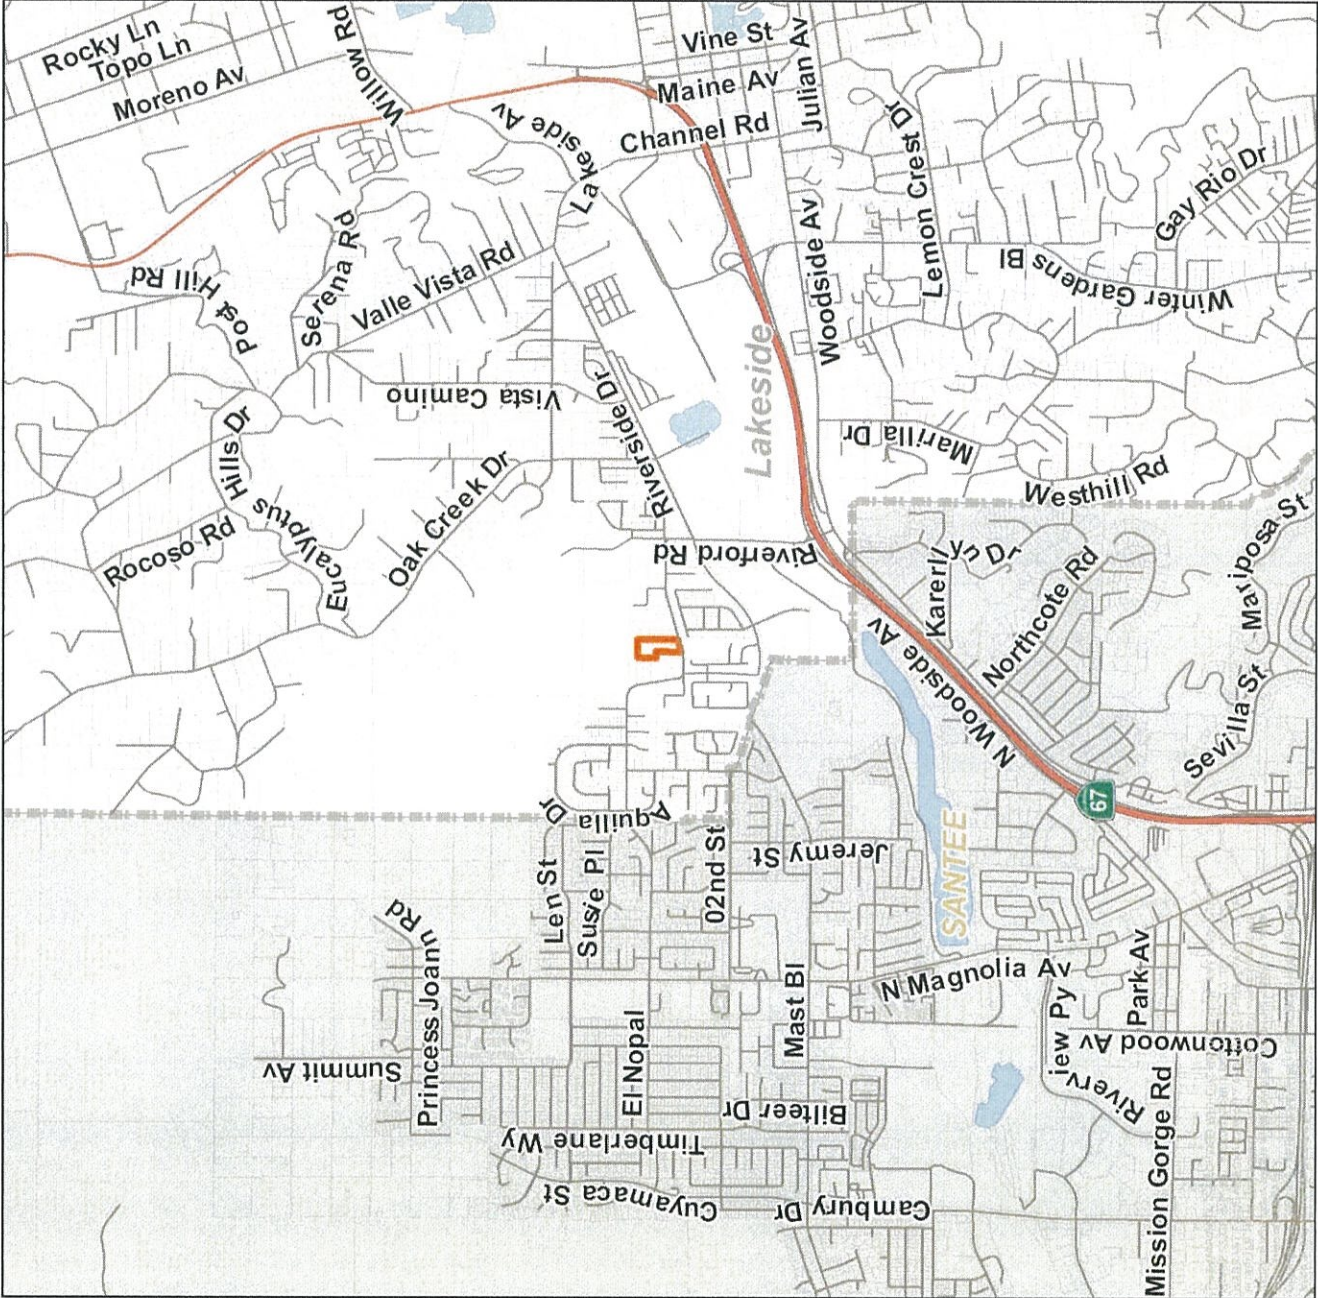 Rocky Ln
Topo Ln
Moreno Av
Willow Rd
Vine St
Maine Av
Julian Av
Lakeside Av
Channel Rd
Lemon Crest Dr
Gay Rio Dr
Post Hill Rd
Serena Rd
Valle Vista Rd
Woodside Av
Winter Gardens Bl
Lakeside
Vista Camino
Riverside Dr
Marilla Dr
Eucalyptus Hills Dr
Rocoso Rd
Oak Creek Dr
Westhill Rd
Riverford Rd
Karerlyn Dr
Northcote Rd
Mariposa St
N Woodside Av
Sevilla St
67
Aquilla Dr
Len St
Susie Pl
02nd St
Jeremy St
SANTEE
Princess Joann Rd
N Magnolia Av
Park Av
Mast Bl
El Nopal
Summit Av
Cottonwood Av
Riverview Py
Bilteer Dr
Timberlane Wy
Cuyamaca St
Cambury Dr
Mission Gorge Rd